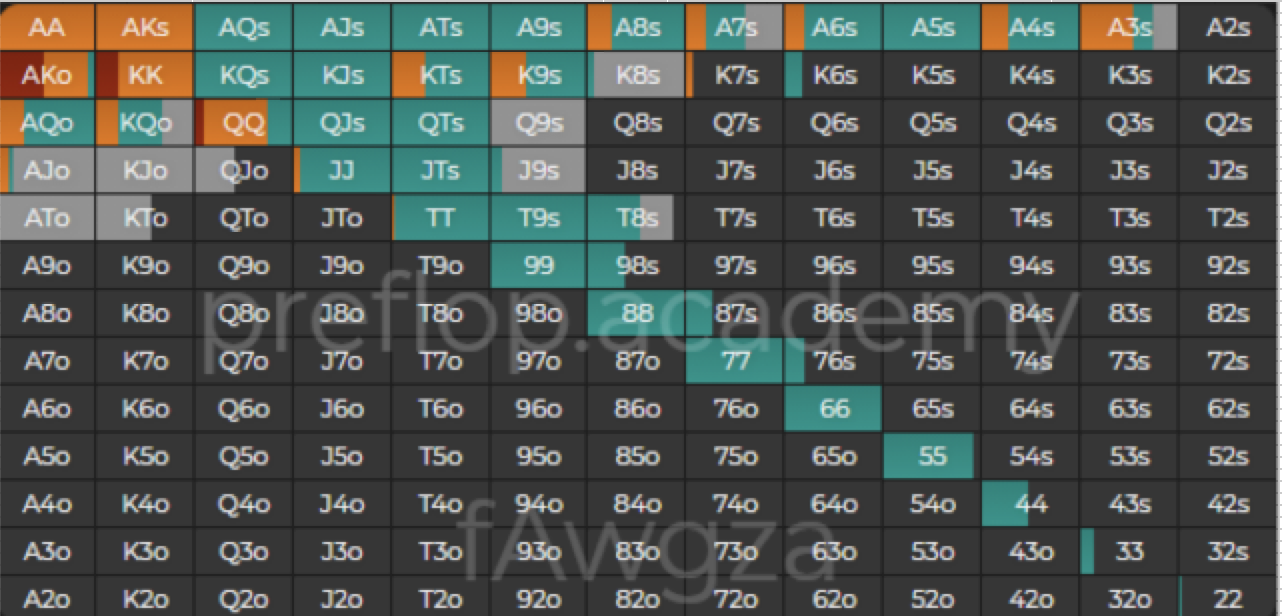 AA AKs AQs AJs ATs A9s A8s A7s A6s A5s A4s A3s A2s
AKo KK KQs KJs KTs K9s K8s K7s K6s K5s K4s K3s K2s
AQo KQo QQ QJs QTs Q9s Q8s Q7s Q6s Q5s Q4s Q3s Q2s
AJo KJo QJo JJ JTs J9s J8s J7s J6s J5s J4s J3s J2s
ATo KTo QTo JTo TT T9s T8s T7s T6s T5s T4s T3s T2s
A9o K9o Q9o J9o T9o 99 98s 97s 96s 95s 94s 93s 92s
A8o K8o Q8o J8o T8o 98o 88 87s 86s 85s 84s 83s 82s
preflop.academy
A7o K7o Q7o J7o T7o 97o 87o 77 76s 75s 74s 73s 72s
A6o K6o Q6o J6o T6o 96o 86o 76o 66 65s 64s 63s 62s
A5o K5o Q5o J5o T5o 95o 85o 75o 65o 55 54s 53s 52s
A4o K4o Q4o J4o T4o 94o 84o 74o 64o 54o 44 43s 42s
fAwgza
A3o K3o Q3o J3o T3o 93o 83o 73o 63o 53o 43o 33 32s
A2o K2o Q2o J2o T2o 92o 82o 72o 62o 52o 42o 32o 22